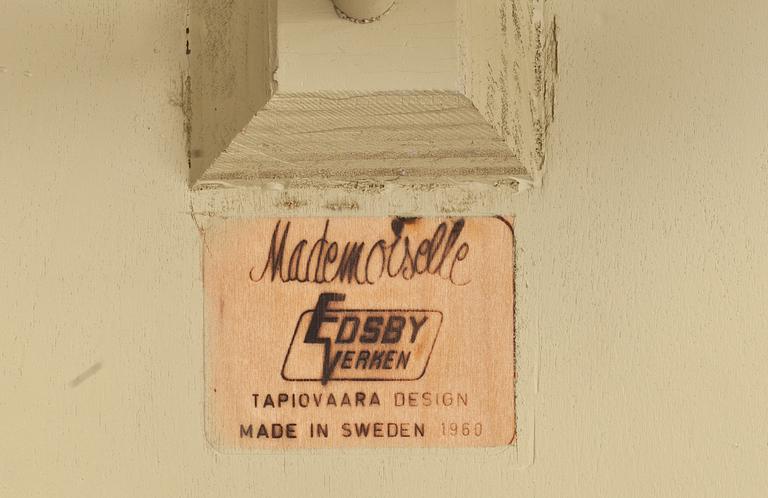 Mademoiselle
EDSBY
VERKEN
TAPIOVAARA DESIGN
MADE IN SWEDEN 1960